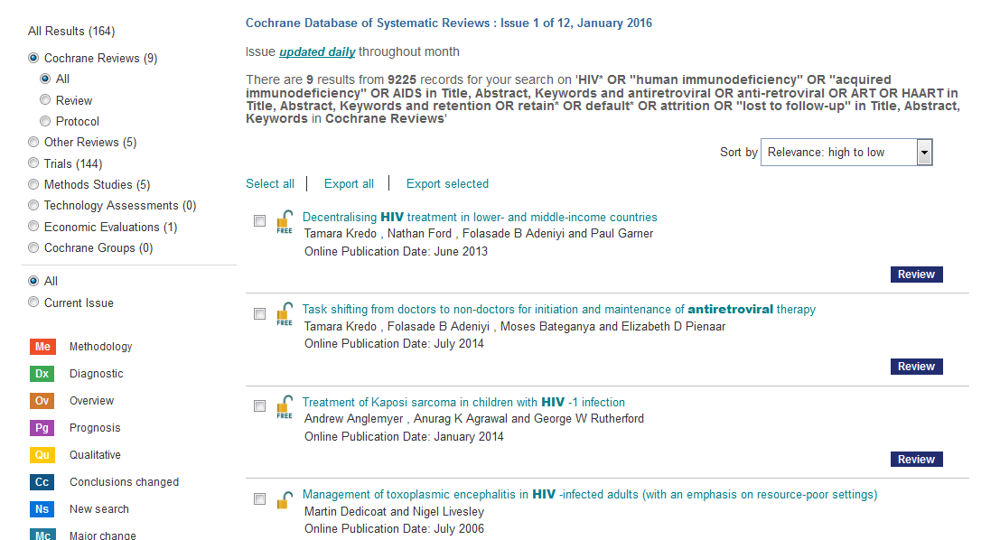 All Results (164)
Cochrane Reviews (9)
All
Review
Protocol
Other Reviews (5)
Trials (144)
Methods Studies (5)
Technology Assessments (0)
Economic Evaluations (1)
Cochrane Groups (0)
All
Current Issue
Me Methodology
Dx Diagnostic
Ov Overview
Pg Prognosis
Qu Qualitative
Cc Conclusions changed
Ns New search
Mc Major change
Cochrane Database of Systematic Reviews : Issue 1 of 12, January 2016
Issue updated daily throughout month
There are 9 results from 9225 records for your search on 'HIV* OR "human immunodeficiency" OR "acquired
immunodeficiency" OR AIDS in Title, Abstract, Keywords and antiretroviral OR anti-retroviral OR ART OR HAART in
Title, Abstract, Keywords and retention OR retain* OR default* OR attrition OR "lost to follow-up" in Title, Abstract,
Keywords in Cochrane Reviews'
Sort by Relevance: high to low
Select all Export all Export selected
Decentralising HIV treatment in lower- and middle-income countries
FREE Tamara Kredo , Nathan Ford , Folasade B Adeniyi and Paul Garner
Online Publication Date: June 2013
Review
Task shifting from doctors to non-doctors for initiation and maintenance of antiretroviral therapy
FREE Tamara Kredo , Folasade B Adeniyi , Moses Bateganya and Elizabeth D Pienaar
Online Publication Date: July 2014
Review
Treatment of Kaposi sarcoma in children with HIV -1 infection
FREE Andrew Anglemyer , Anurag K Agrawal and George W Rutherford
Online Publication Date: January 2014
Review
Management of toxoplasmic encephalitis in HIV -infected adults (with an emphasis on resource-poor settings)
Martin Dedicoat and Nigel Livesley
Online Publication Date: July 2006